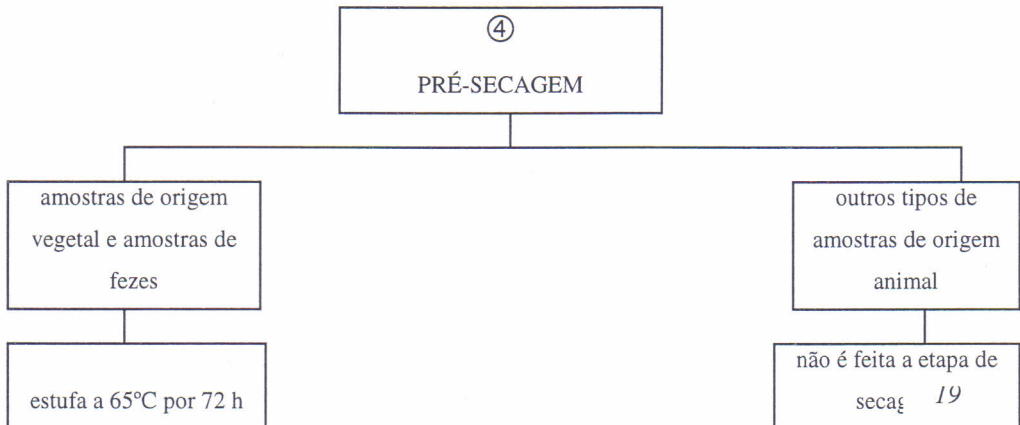 ④
PRÉ-SECAGEM
amostras de origem
vegetal e amostras de
fezes
outros tipos de
amostras de origem
animal
estufa a 65ºC por 72 h
não é feita a etapa de
19